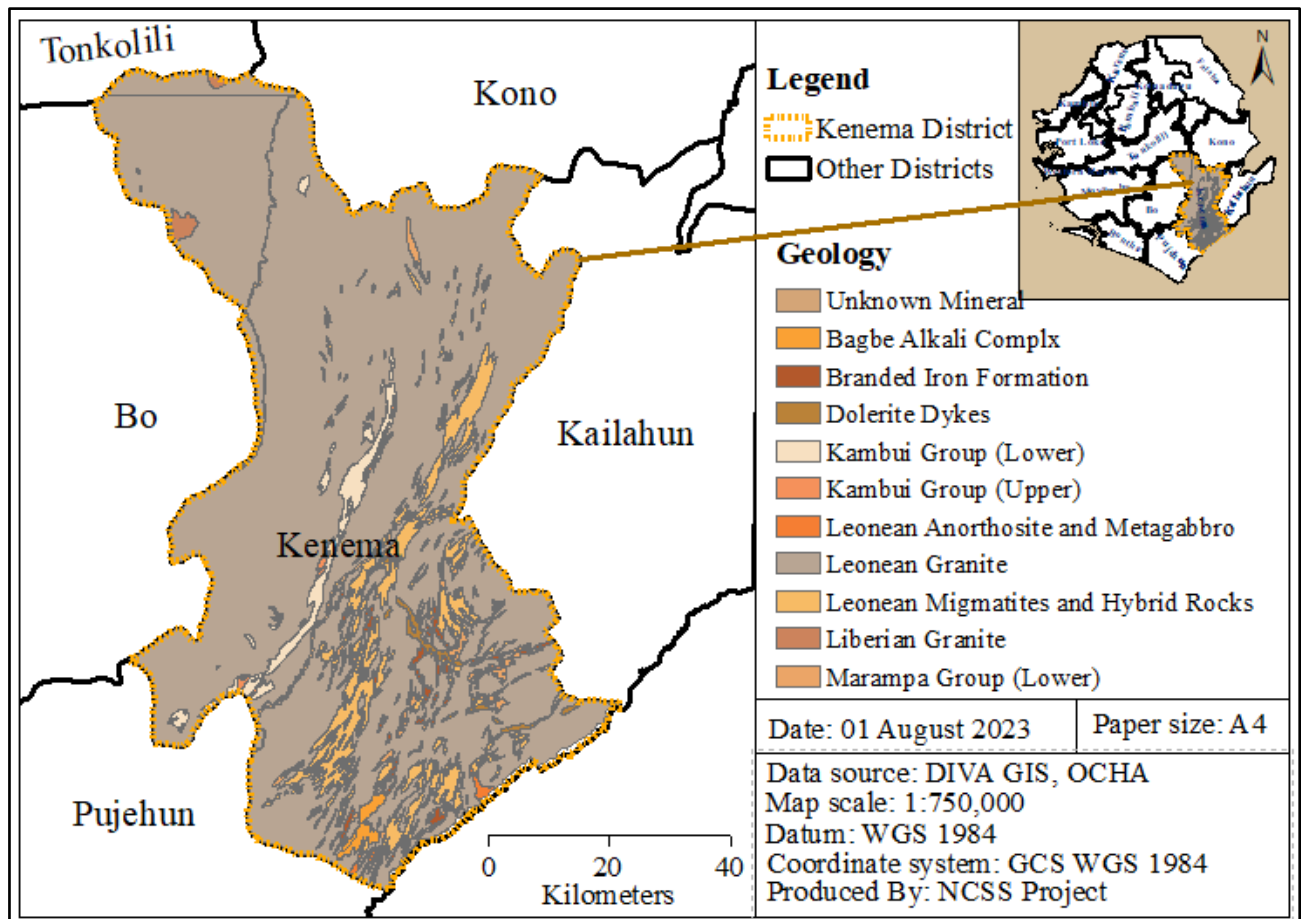 Tonkolili
Kono
Bo
Kailahun
Kenema
Pujehun
0 20 40
Kilometers
Legend
Kenema District
Other Districts
Geology
Unknown Mineral
Bagbe Alkali Complx
Branded Iron Formation
Dolerite Dykes
Kambui Group (Lower)
Kambui Group (Upper)
Leonean Anorthosite and Metagabbro
Leonean Granite
Leonean Migmatites and Hybrid Rocks
Liberian Granite
Marampa Group (Lower)
Date: 01 August 2023
Paper size: A4
Data source: DIVA GIS, OCHA
Map scale: 1:750,000
Datum: WGS 1984
Coordinate system: GCS WGS 1984
Produced By: NCSS Project
N
Port Loko
Tonkolili
Kono
Bo